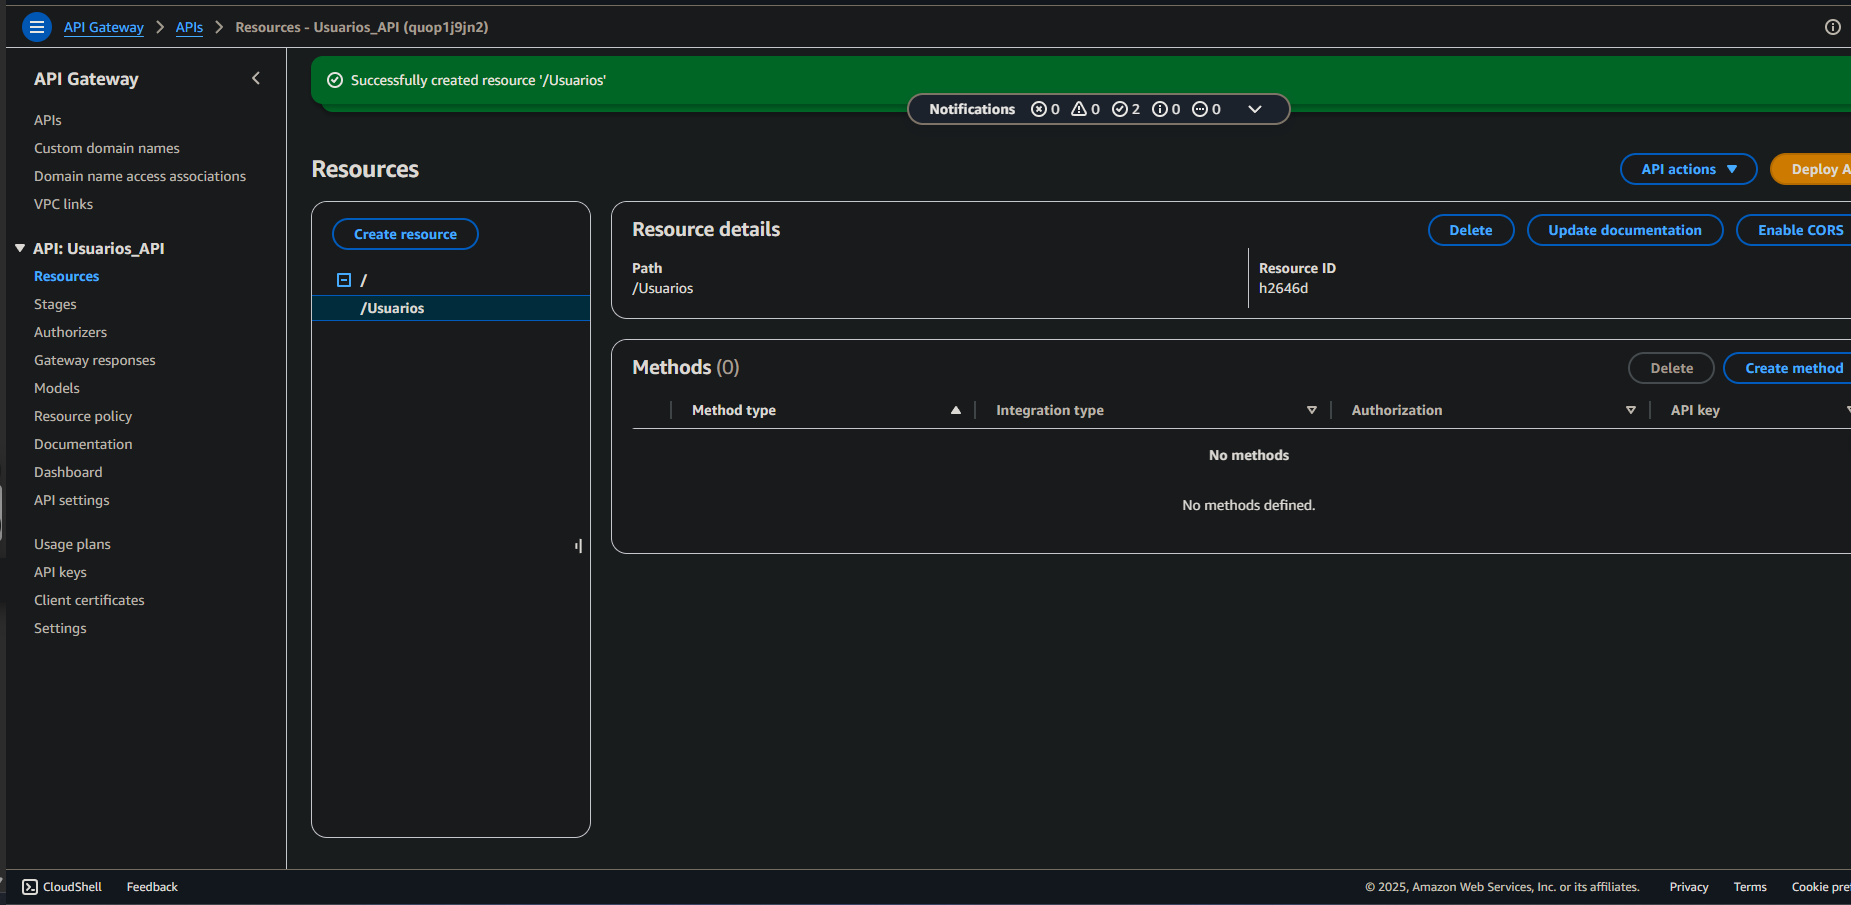 API Gateway > APIs > Resources - Usuarios_API (quop1j9jn2)
API Gateway
APIs
Custom domain names
Domain name access associations
VPC links
API: Usuarios_API
Resources
Stages
Authorizers
Gateway responses
Models
Resource policy
Documentation
Dashboard
API settings
Usage plans
API keys
Client certificates
Settings
Successfully created resource '/Usuarios'
Notifications 0 0 2 0 0
Resources
API actions Deploy A
Create resource
/
/Usuarios
Resource details
Delete Update documentation Enable CORS
Path
/Usuarios
Resource ID
h2646d
Methods (0)
Delete Create method
Method type Integration type Authorization API key
No methods
No methods defined.
CloudShell Feedback
© 2025, Amazon Web Services, Inc. or its affiliates. Privacy Terms Cookie pre